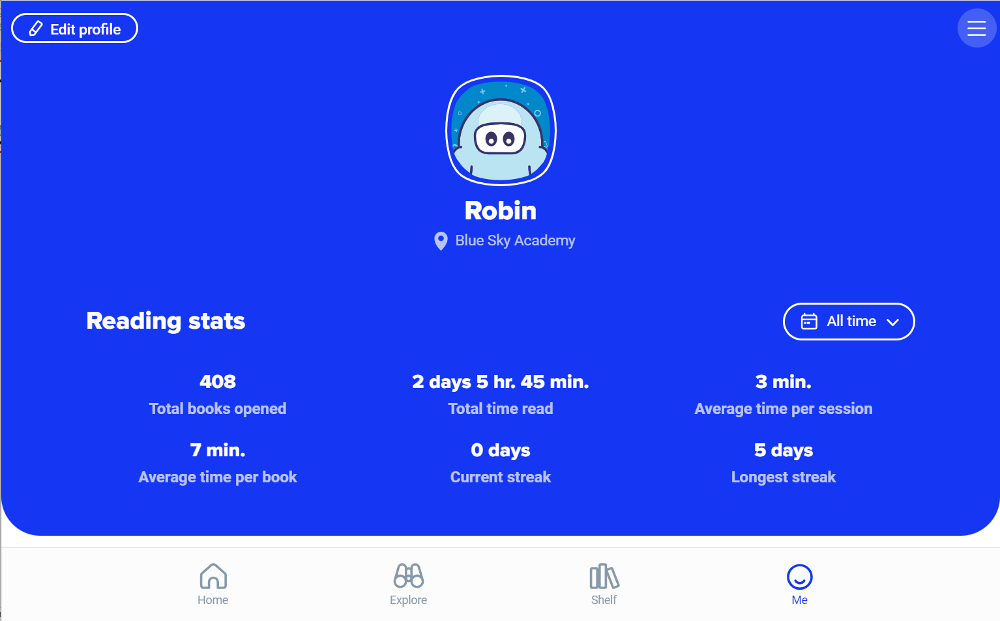 Edit profile
Robin
Blue Sky Academy
Reading stats
All time
408
Total books opened
2 days 5 hr. 45 min.
Total time read
3 min.
Average time per session
7 min.
Average time per book
0 days
Current streak
5 days
Longest streak
Home
Explore
Shelf
Me